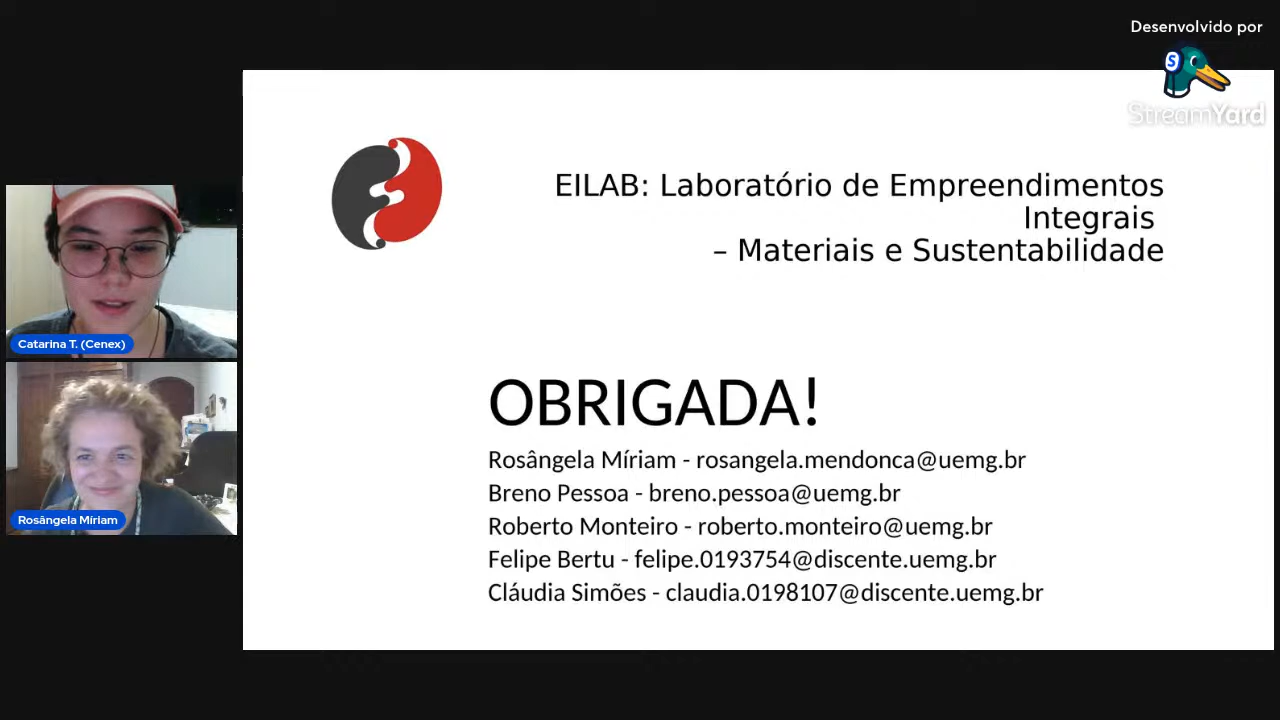 Desenvolvido por
StreamYard
EILAB: Laboratório de Empreendimentos
Integrais
– Materiais e Sustentabilidade
OBRIGADA!
Rosângela Míriam - rosangela.mendonca@uemg.br
Breno Pessoa - breno.pessoa@uemg.br
Roberto Monteiro - roberto.monteiro@uemg.br
Felipe Bertu - felipe.0193754@discente.uemg.br
Cláudia Simões - claudia.0198107@discente.uemg.br
Catarina T. (Cenex)
Rosângela Míriam